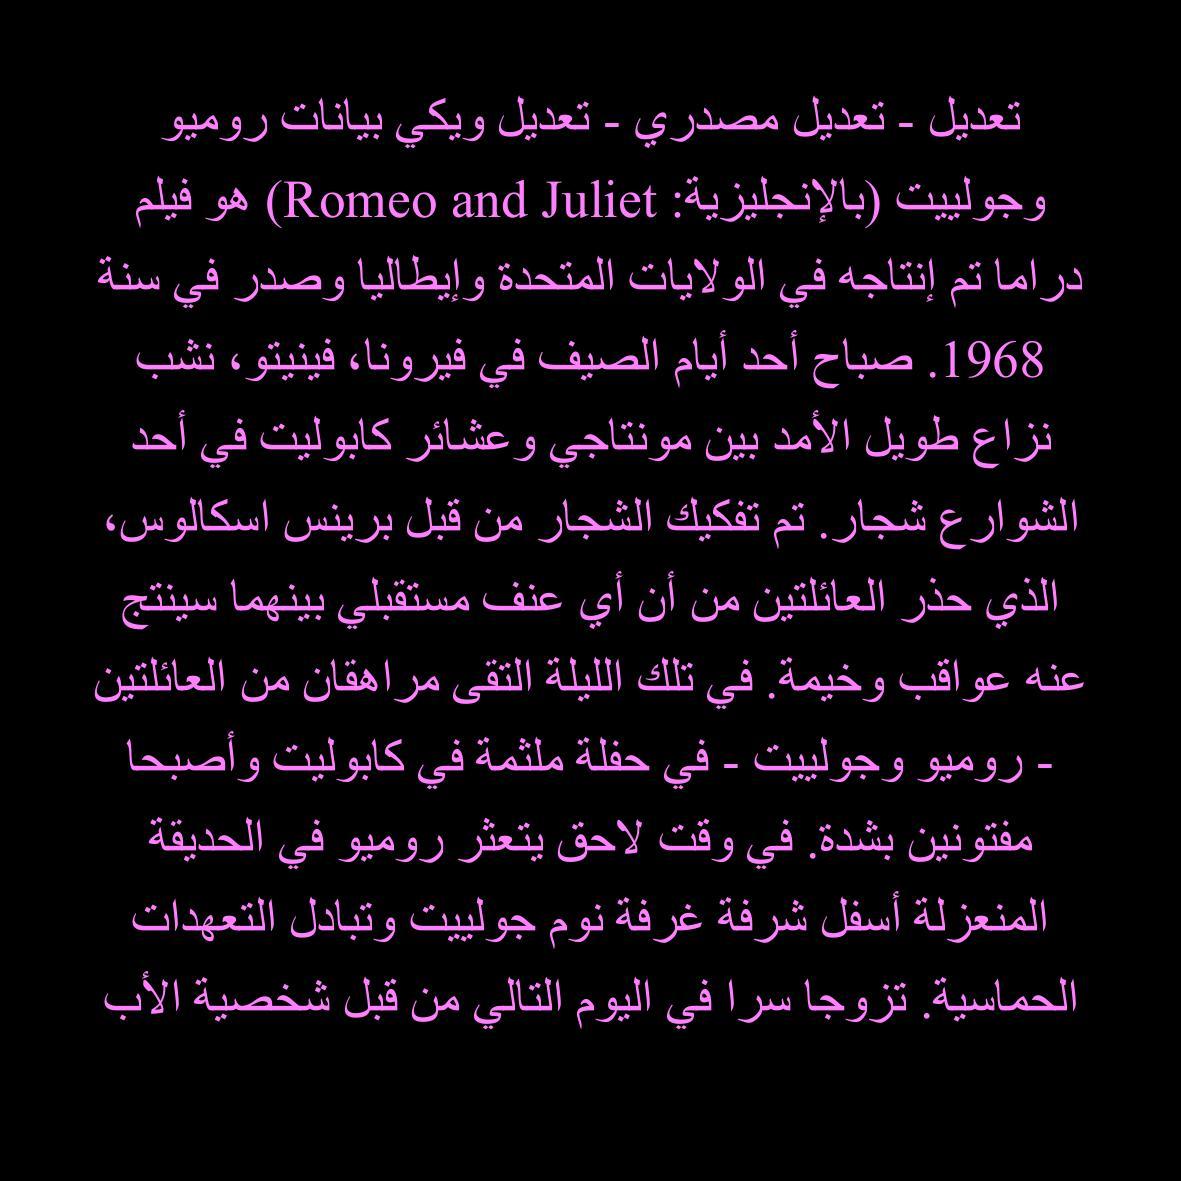 تعديل - تعديل مصدري - تعديل ويكي بيانات روميو
وجولييت (بالإنجليزية: Romeo and Juliet) هو فيلم
دراما تم إنتاجه في الولايات المتحدة وإيطاليا وصدر في سنة
1968. صباح أحد أيام الصيف في فيرونا، فينيتو، نشب
نزاع طويل الأمد بين مونتاجي وعشائر كابوليت في أحد
الشوارع شجار. تم تفكيك الشجار من قبل برينس اسكالوس،
الذي حذر العائلتين من أن أي عنف مستقبلي بينهما سينتج
عنه عواقب وخيمة. في تلك الليلة التقى مراهقان من العائلتين
- روميو وجولييت - في حفلة ملثمة في كابوليت وأصبحا
مفتونين بشدة. في وقت لاحق يتعثر روميو في الحديقة
المنعزلة أسفل شرفة غرفة نوم جولييت وتبادل التعهدات
الحماسية. تزوجا سرا في اليوم التالي من قبل شخصية الأب